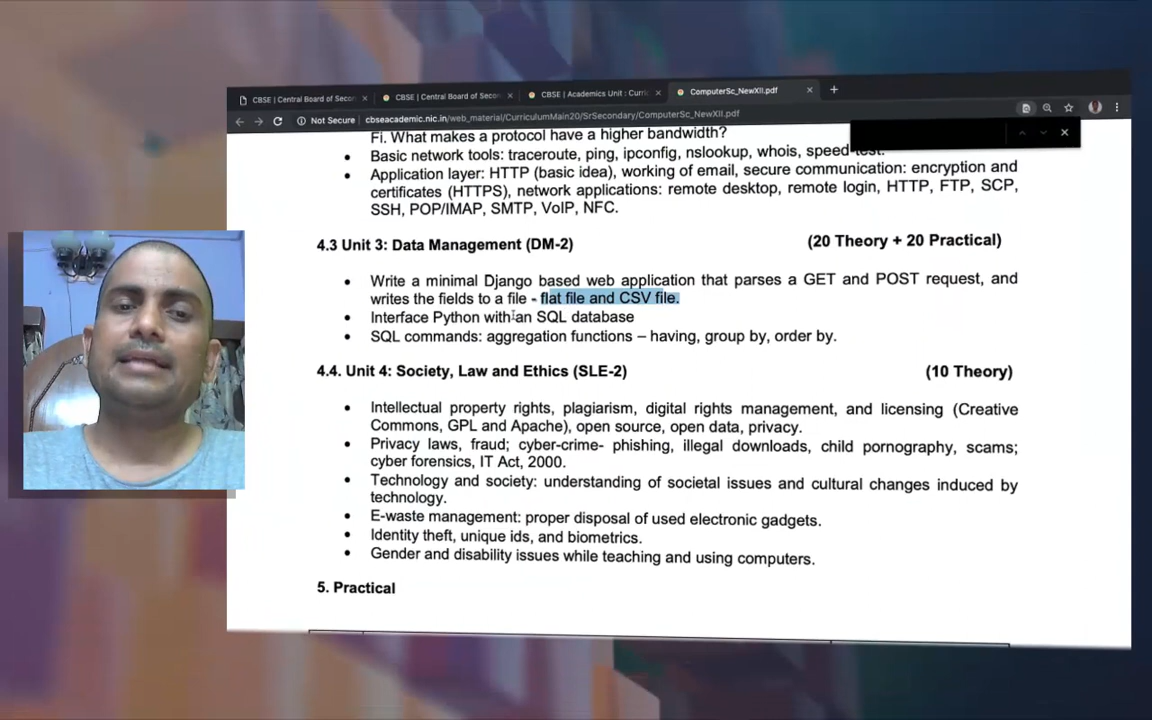 CBSE | Central Board of Secon
CBSE | Central Board of Secon
CBSE | Academics Unit : Curri
ComputerSc_NewXII.pdf
Not Secure | cbseacademic.nic.in/web_material/CurriculumMain20/SrSecondary/ComputerSc_NewXII.pdf
Fi. What makes a protocol have a higher bandwidth?
• Basic network tools: traceroute, ping, ipconfig, nslookup, whois, speed test.
• Application layer: HTTP (basic idea), working of email, secure communication: encryption and
certificates (HTTPS), network applications: remote desktop, remote login, HTTP, FTP, SCP,
SSH, POP/IMAP, SMTP, VoIP, NFC.
4.3 Unit 3: Data Management (DM-2) (20 Theory + 20 Practical)
• Write a minimal Django based web application that parses a GET and POST request, and
writes the fields to a file - flat file and CSV file.
• Interface Python with an SQL database
• SQL commands: aggregation functions – having, group by, order by.
4.4. Unit 4: Society, Law and Ethics (SLE-2) (10 Theory)
• Intellectual property rights, plagiarism, digital rights management, and licensing (Creative
Commons, GPL and Apache), open source, open data, privacy.
• Privacy laws, fraud; cyber-crime- phishing, illegal downloads, child pornography, scams;
cyber forensics, IT Act, 2000.
• Technology and society: understanding of societal issues and cultural changes induced by
technology.
• E-waste management: proper disposal of used electronic gadgets.
• Identity theft, unique ids, and biometrics.
• Gender and disability issues while teaching and using computers.
5. Practical